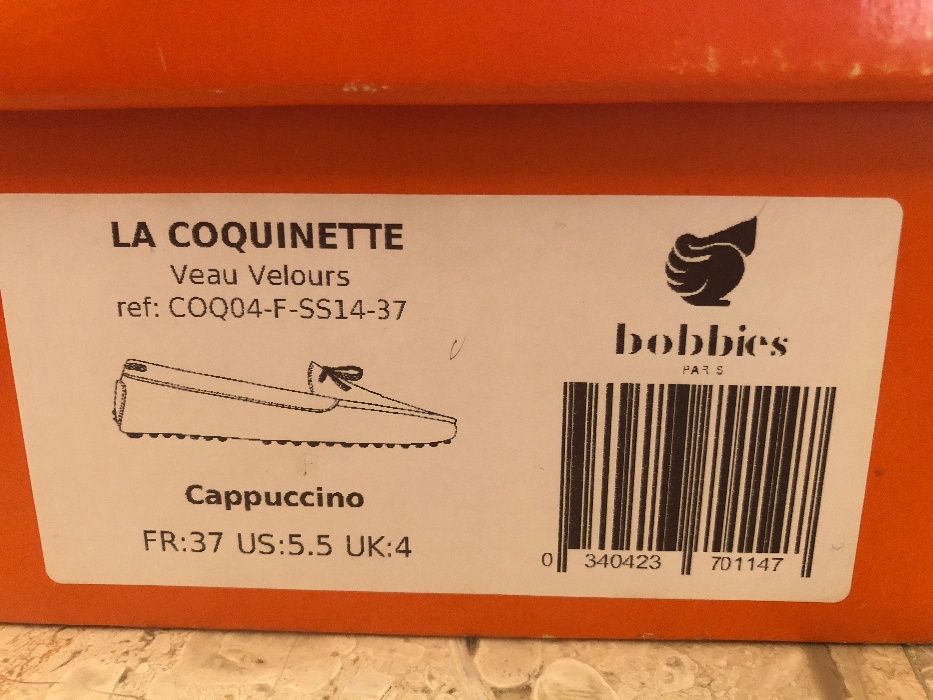 LA COQUINETTE
Veau Velours
ref: COQ04-F-SS14-37
Cappuccino
FR:37 US:5.5 UK:4
bobbies
PARIS
0 340423 701147